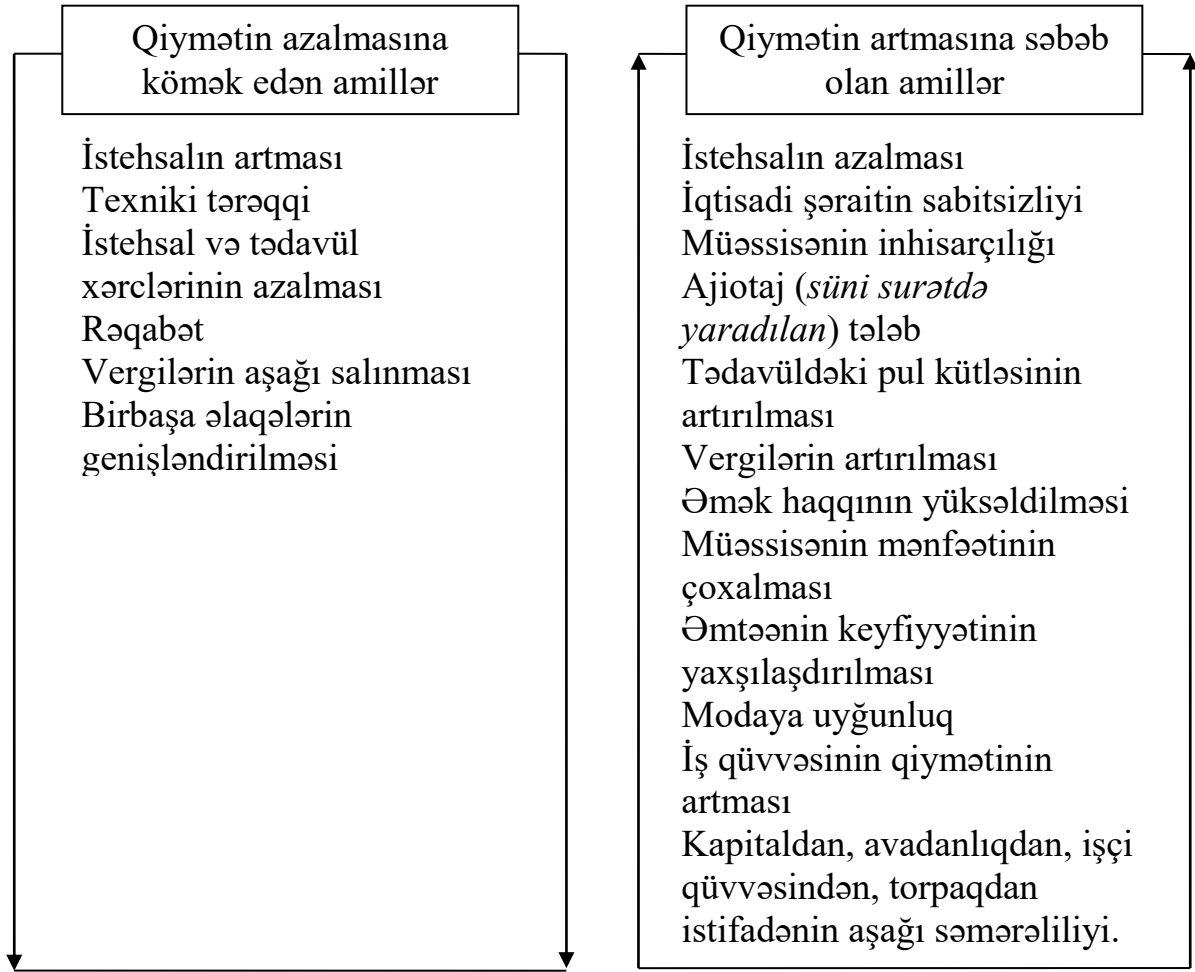 Qiymətin azalmasına
kömək edən amillər
İstehsalın artması
Texniki tərəqqi
İstehsal və tədavül
xərclərinin azalması
Rəqabət
Vergilərin aşağı salınması
Birbaşa əlaqələrin
genişləndirilməsi
Qiymətin artmasına səbəb
olan amillər
İstehsalın azalması
İqtisadi şəraitin sabitsizliyi
Müəssisənin inhisarçılığı
Ajiotaj (süni surətdə
yaradılan) tələb
Tədavüldəki pul kütləsinin
artırılması
Vergilərin artırılması
Əmək haqqının yüksəldilməsi
Müəssisənin mənfəətinin
çoxalması
Əmtəənin keyfiyyətinin
yaxşılaşdırılması
Modaya uyğunluq
İş qüvvəsinin qiymətinin
artması
Kapitaldan, avadanlıqdan, işçi
qüvvəsindən, torpaqdan
istifadənin aşağı səmərəliliyi.